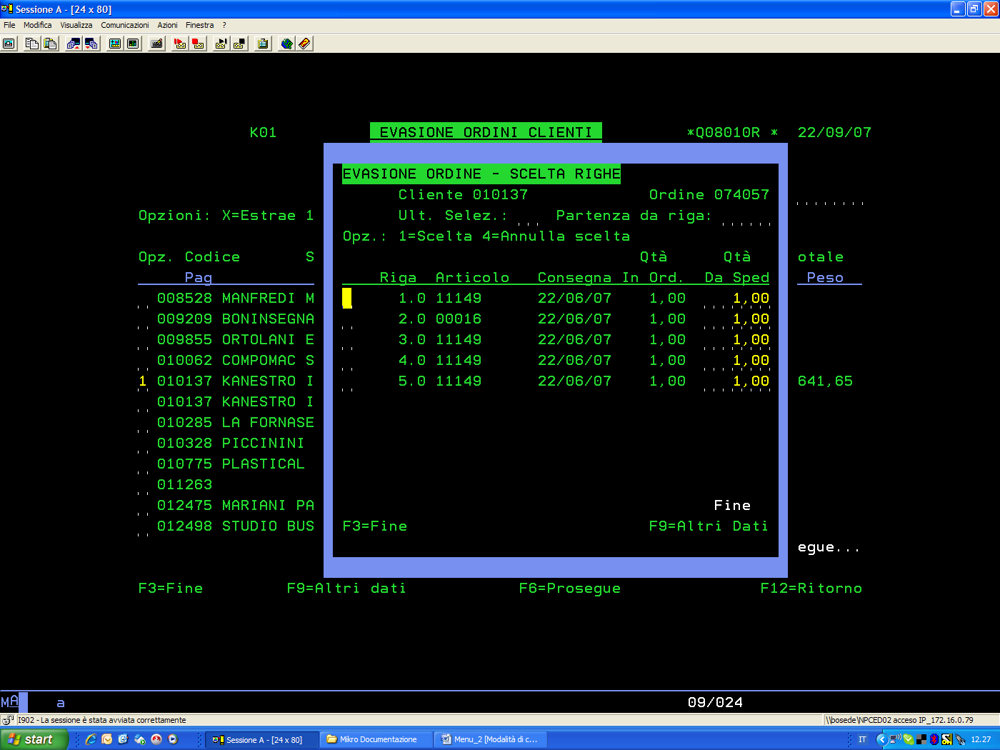 Sessione A - [24 x 80]
File Modifica Visualizza Comunicazioni Azioni Finestra ?
K01 EVASIONE ORDINI CLIENTI *Q08010R * 22/09/07
EVASIONE ORDINE - SCELTA RIGHE
Cliente 010137 Ordine 074057
Opzioni: X=Estrae 1 Ult. Selez.: ... Partenza da riga: ......
Opz.: 1=Scelta 4=Annulla scelta
Opz. Codice S Qtà Qtà otale
Pag Riga Articolo Consegna In Ord. Da Sped Peso
008528 MANFREDI M 1.0 11149 22/06/07 1,00 1,00
009209 BONINSEGNA 2.0 00016 22/06/07 1,00 1,00
009855 ORTOLANI E 3.0 11149 22/06/07 1,00 1,00
010062 COMPOMAC S 4.0 11149 22/06/07 1,00 1,00
1 010137 KANESTRO I 5.0 11149 22/06/07 1,00 1,00 641,65
010137 KANESTRO I
010285 LA FORNASE
010328 PICCININI
010775 PLASTICAL
011263
012475 MARIANI PA Fine
012498 STUDIO BUS F3=Fine F9=Altri Dati
egue...
F3=Fine F9=Altri dati F6=Prosegue F12=Ritorno
MA a 09/024
I902 - La sessione è stata avviata correttamente \\bosede\NPCED02 acceso IP_172.16.0.79
start Sessione A - [24 x 80] Mikro Documentazione Menu_2 [Modalità di c... IT 12.27